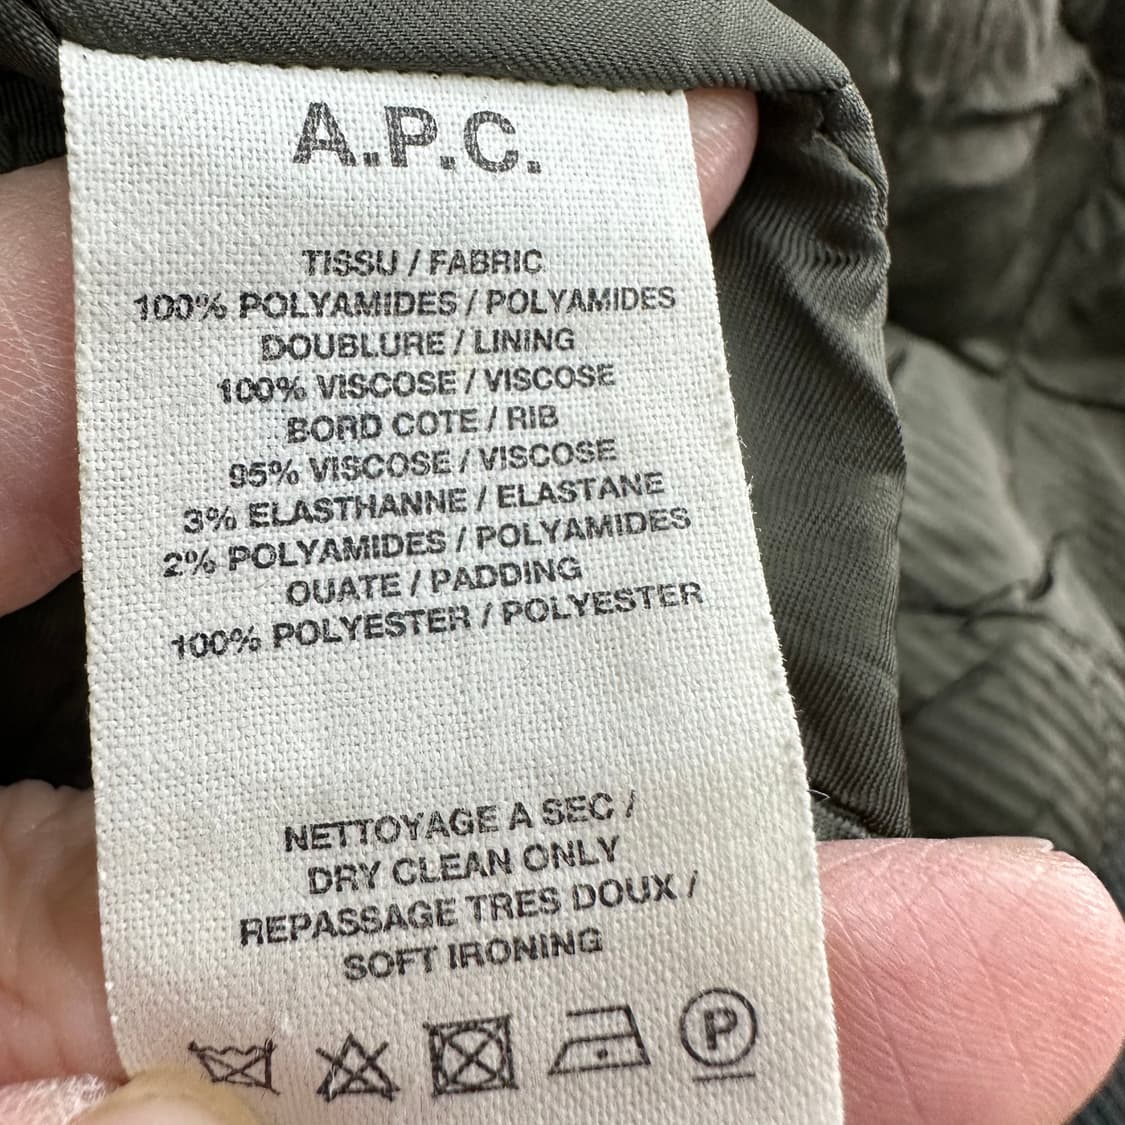 A.P.C.
TISSU / FABRIC
100% POLYAMIDES / POLYAMIDES
DOUBLURE / LINING
100% VISCOSE / VISCOSE
BORD COTE / RIB
95% VISCOSE / VISCOSE
3% ELASTHANNE / ELASTANE
2% POLYAMIDES / POLYAMIDES
OUATE / PADDING
100% POLYESTER / POLYESTER
NETTOYAGE A SEC /
DRY CLEAN ONLY
REPASSAGE TRES DOUX /
SOFT IRONING
P